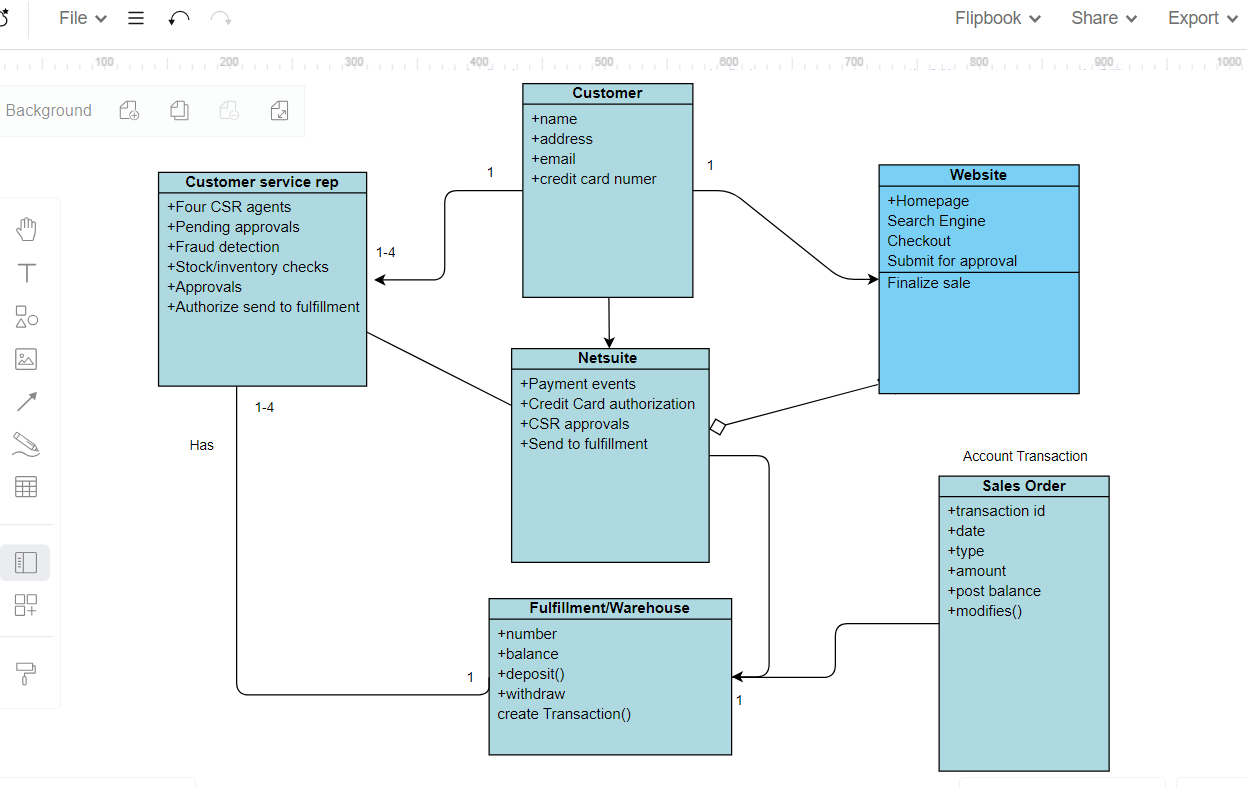 File
Flipbook
Share
Export
100
200
300
400
500
600
700
800
900
1000
Background
Customer
+name
+address
+email
+credit card numer
1
1
Customer service rep
+Four CSR agents
+Pending approvals
+Fraud detection
+Stock/inventory checks
+Approvals
+Authorize send to fulfillment
1-4
Website
+Homepage
Search Engine
Checkout
Submit for approval
Finalize sale
Netsuite
+Payment events
+Credit Card authorization
+CSR approvals
+Send to fulfillment
1-4
Has
Account Transaction
Sales Order
+transaction id
+date
+type
+amount
+post balance
+modifies()
Fulfillment/Warehouse
+number
+balance
+deposit()
+withdraw
create Transaction()
1
1